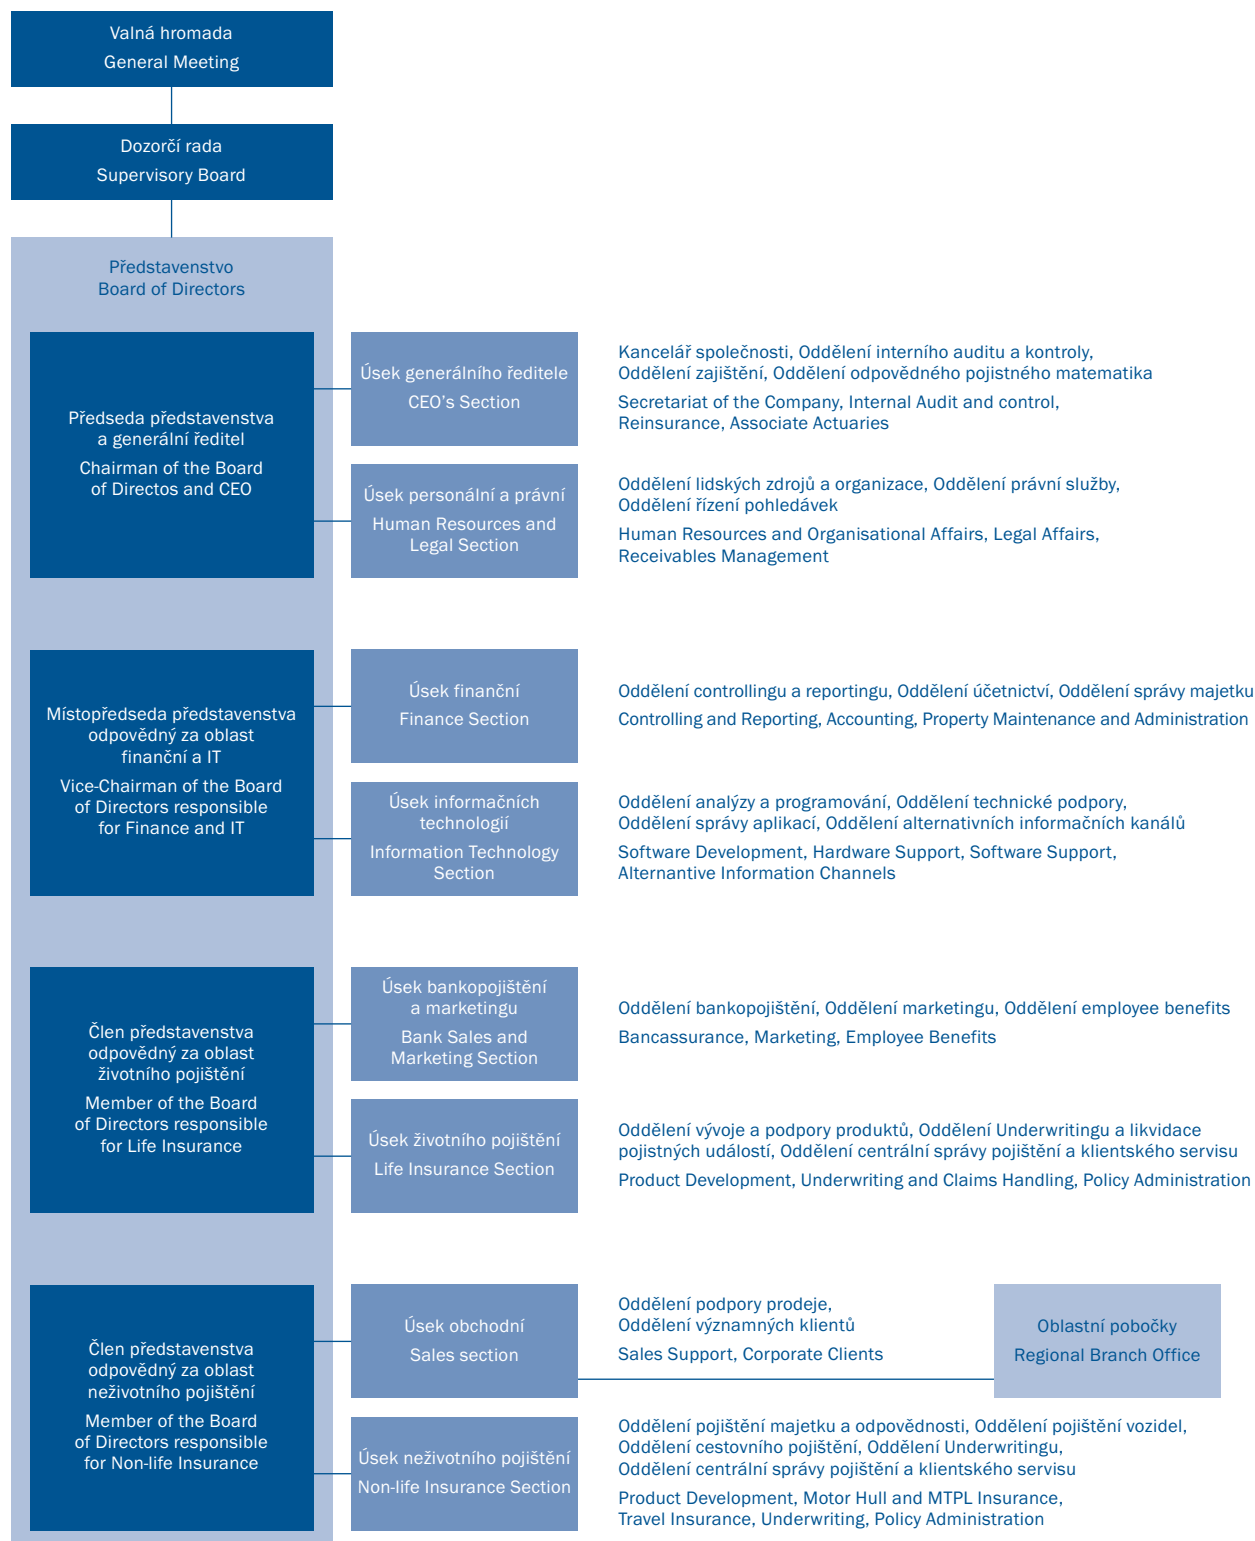 Valná hromada
General Meeting
Dozorčí rada
Supervisory Board
Představenstvo
Board of Directors
Předseda představenstva
a generální ředitel
Chairman of the Board
of Directos and CEO
Úsek generálního ředitele
CEO's Section
Kancelář společnosti, Oddělení interního auditu a kontroly,
Oddělení zajištění, Oddělení odpovědného pojistného matematika
Secretariat of the Company, Internal Audit and control,
Reinsurance, Associate Actuaries
Úsek personální a právní
Human Resources and
Legal Section
Oddělení lidských zdrojů a organizace, Oddělení právní služby,
Oddělení řízení pohledávek
Human Resources and Organisational Affairs, Legal Affairs,
Receivables Management
Místopředseda představenstva
odpovědný za oblast
finanční a IT
Vice-Chairman of the Board
of Directors responsible
for Finance and IT
Úsek finanční
Finance Section
Oddělení controllingu a reportingu, Oddělení účetnictví, Oddělení správy majetku
Controlling and Reporting, Accounting, Property Maintenance and Administration
Úsek informačních
technologií
Information Technology
Section
Oddělení analýzy a programování, Oddělení technické podpory,
Oddělení správy aplikací, Oddělení alternativních informačních kanálů
Software Development, Hardware Support, Software Support,
Alternantive Information Channels
Člen představenstva
odpovědný za oblast
životního pojištění
Member of the Board
of Directors responsible
for Life Insurance
Úsek bankopojištění
a marketingu
Bank Sales and
Marketing Section
Oddělení bankopojištění, Oddělení marketingu, Oddělení employee benefits
Bancassurance, Marketing, Employee Benefits
Úsek životního pojištění
Life Insurance Section
Oddělení vývoje a podpory produktů, Oddělení Underwritingu a likvidace
pojistných událostí, Oddělení centrální správy pojištění a klientského servisu
Product Development, Underwriting and Claims Handling, Policy Administration
Člen představenstva
odpovědný za oblast
neživotního pojištění
Member of the Board
of Directors responsible
for Non-life Insurance
Úsek obchodní
Sales section
Oddělení podpory prodeje,
Oddělení významných klientů
Sales Support, Corporate Clients
Oblastní pobočky
Regional Branch Office
Úsek neživotního pojištění
Non-life Insurance Section
Oddělení pojištění majetku a odpovědnosti, Oddělení pojištění vozidel,
Oddělení cestovního pojištění, Oddělení Underwritingu,
Oddělení centrální správy pojištění a klientského servisu
Product Development, Motor Hull and MTPL Insurance,
Travel Insurance, Underwriting, Policy Administration